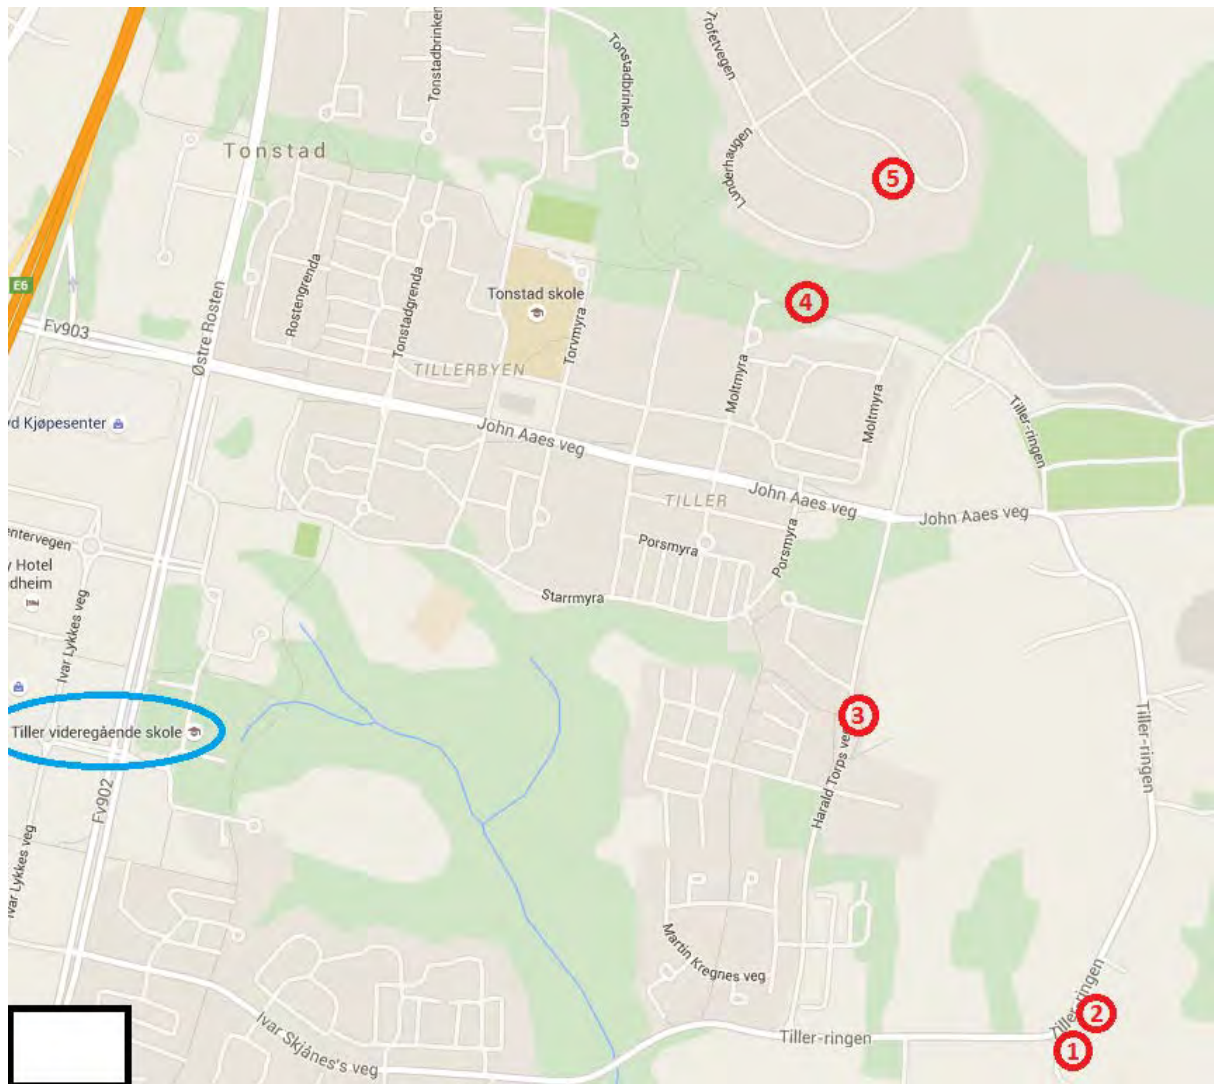 Tonstadbrinken
Tonstadbrinken
Trofetvegen
Lunderhaugen
Tonstad
5
E6
Fv903
Østre Rosten
Rostengrenda
Tonstadgrenda
Tonstad skole
Torvmyra
4
TILLERBYEN
Moltmyra
Moltmyra
Tiller-ringen
yd Kjøpesenter
John Aaes veg
TILLER
John Aaes veg
John Aaes veg
entervegen
Porsmyra
Porsmyra
y Hotel
dheim
Starrmyra
Ivar Lykkes veg
3
Tiller videregående skole
Tiller-ringen
Harald Torps veg
Fv902
Ivar Lykkes veg
Martin Kregnes veg
Tiller-ringen
2
Ivar Skjånes's veg
Tiller-ringen
1